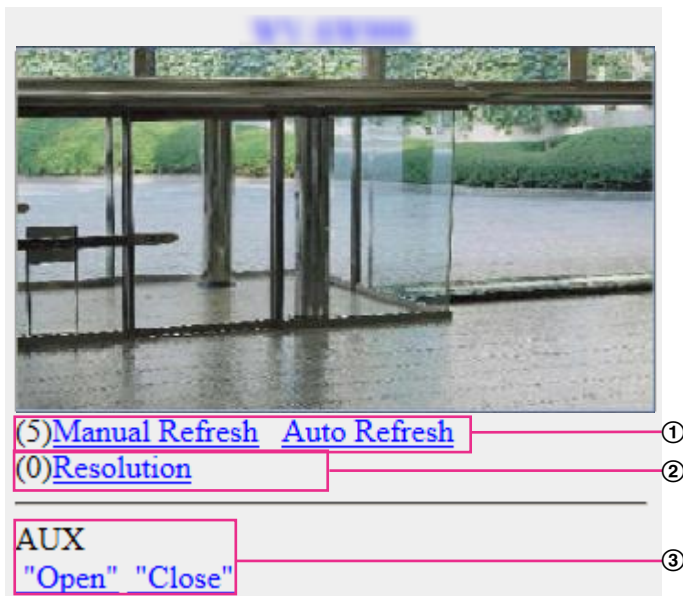 (5)Manual Refresh Auto Refresh
①
(0)Resolution
②
AUX
"Open" "Close"
③